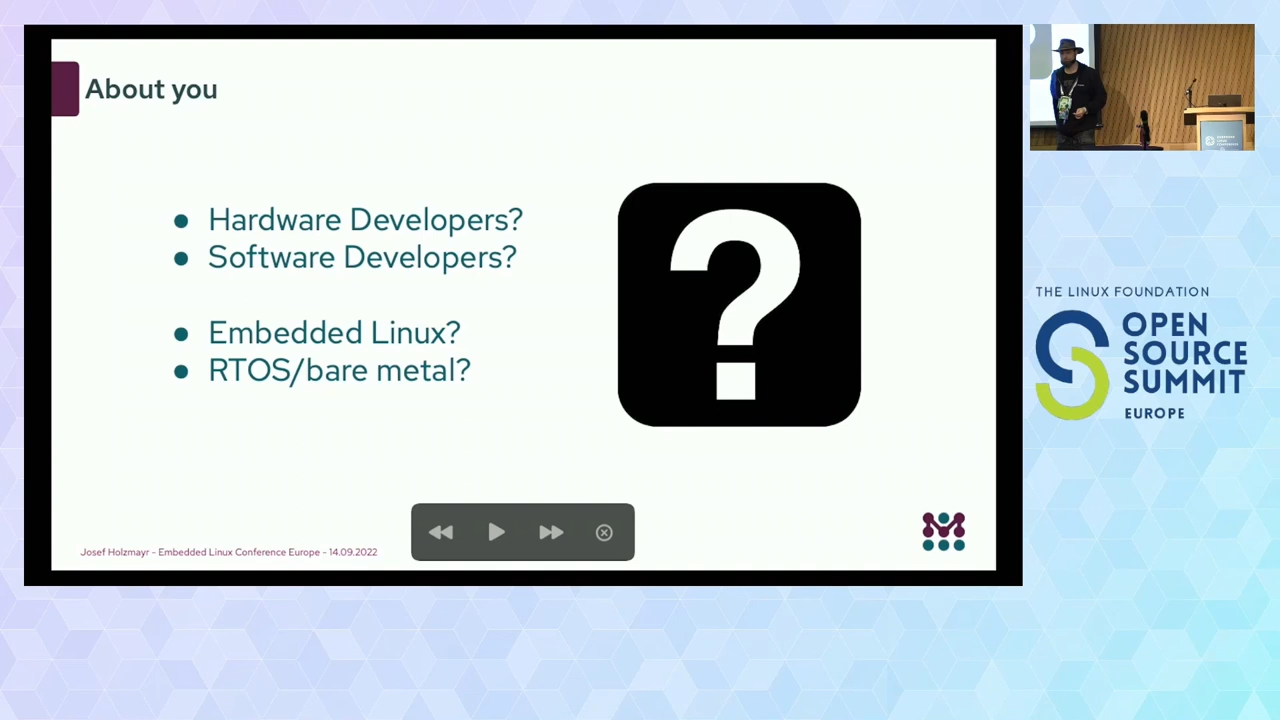 About you
Hardware Developers?
Software Developers?
Embedded Linux?
RTOS/bare metal?
Josef Holzmayr - Embedded Linux Conference Europe - 14.09.2022
THE LINUX FOUNDATION
OPEN
SOURCE
SUMMIT
EUROPE